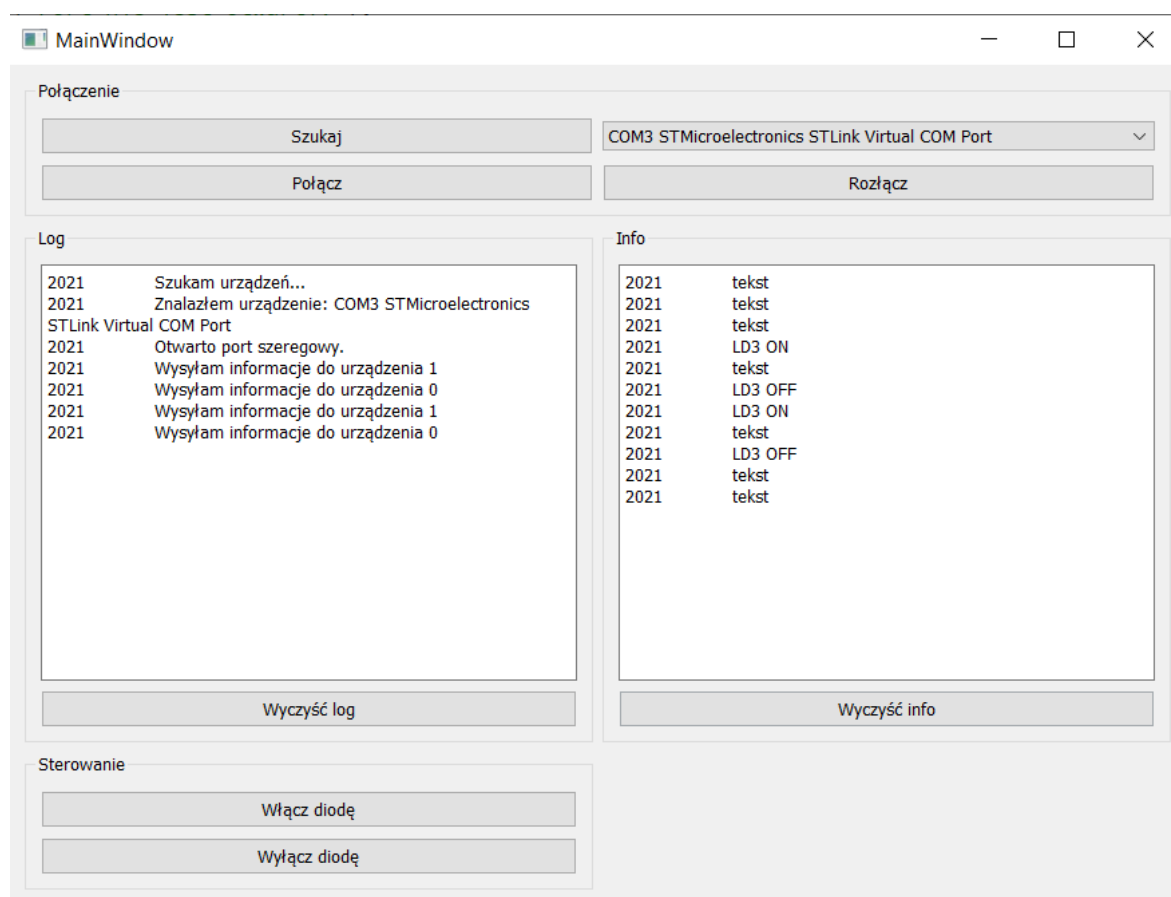 MainWindow
Połączenie
Szukaj
COM3 STMicroelectronics STLink Virtual COM Port
Połącz
Rozłącz
Log
2021 Szukam urządzeń...
2021 Znalazłem urządzenie: COM3 STMicroelectronics
STLink Virtual COM Port
2021 Otwarto port szeregowy.
2021 Wysyłam informacje do urządzenia 1
2021 Wysyłam informacje do urządzenia 0
2021 Wysyłam informacje do urządzenia 1
2021 Wysyłam informacje do urządzenia 0
Wyczyść log
Info
2021 tekst
2021 tekst
2021 tekst
2021 LD3 ON
2021 tekst
2021 LD3 OFF
2021 LD3 ON
2021 tekst
2021 LD3 OFF
2021 tekst
2021 tekst
Wyczyść info
Sterowanie
Włącz diodę
Wyłącz diodę